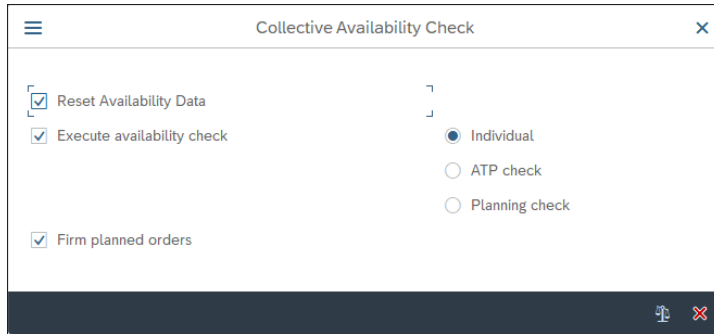 Collective Availability Check
Reset Availability Data
Execute availability check
Individual
ATP check
Planning check
Firm planned orders